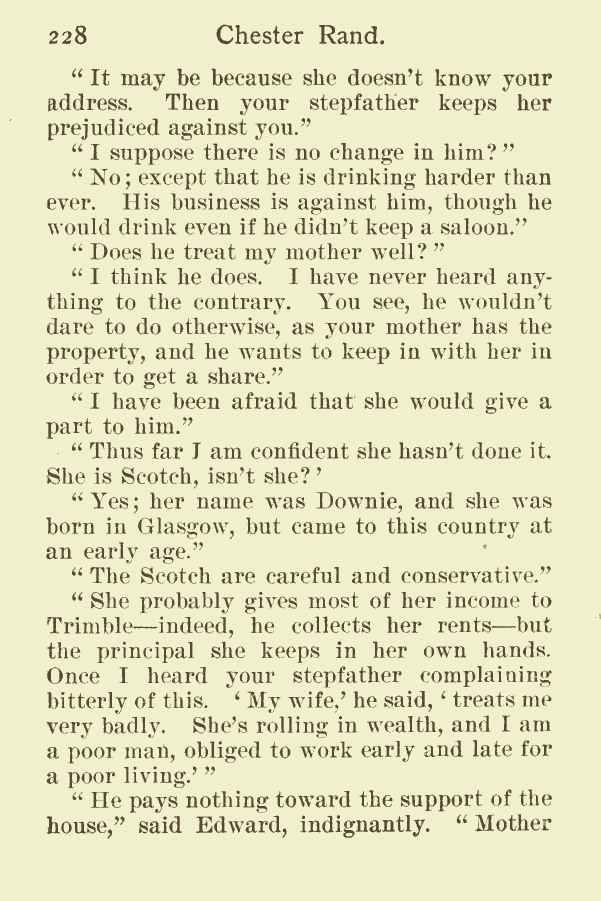 228 Chester Rand.
“ It may be because she doesn’t know your
address. Then your stepfather keeps her
prejudiced against you.”
“ I suppose there is no change in him? ”
“ No; except that he is drinking harder than
ever. His business is against him, though he
would drink even if he didn’t keep a saloon.”
“ Does he treat my mother well? ”
“ I think he does. I have never heard any-
thing to the contrary. You see, he wouldn’t
dare to do otherwise, as your mother has the
property, and he wants to keep in with her in
order to get a share.”
“ I have been afraid that she would give a
part to him.”
“ Thus far I am confident she hasn’t done it.
She is Scotch, isn’t she? ’
“ Yes; her name was Downie, and she was
born in Glasgow, but came to this country at
an early age.”
“ The Scotch are careful and conservative.”
“ She probably gives most of her income to
Trimble—indeed, he collects her rents—but
the principal she keeps in her own hands.
Once I heard your stepfather complaining
bitterly of this. ‘ My wife,’ he said, ‘ treats me
very badly. She’s rolling in wealth, and I am
a poor man, obliged to work early and late for
a poor living.’ ”
“ He pays nothing toward the support of the
house,” said Edward, indignantly. “ Mother